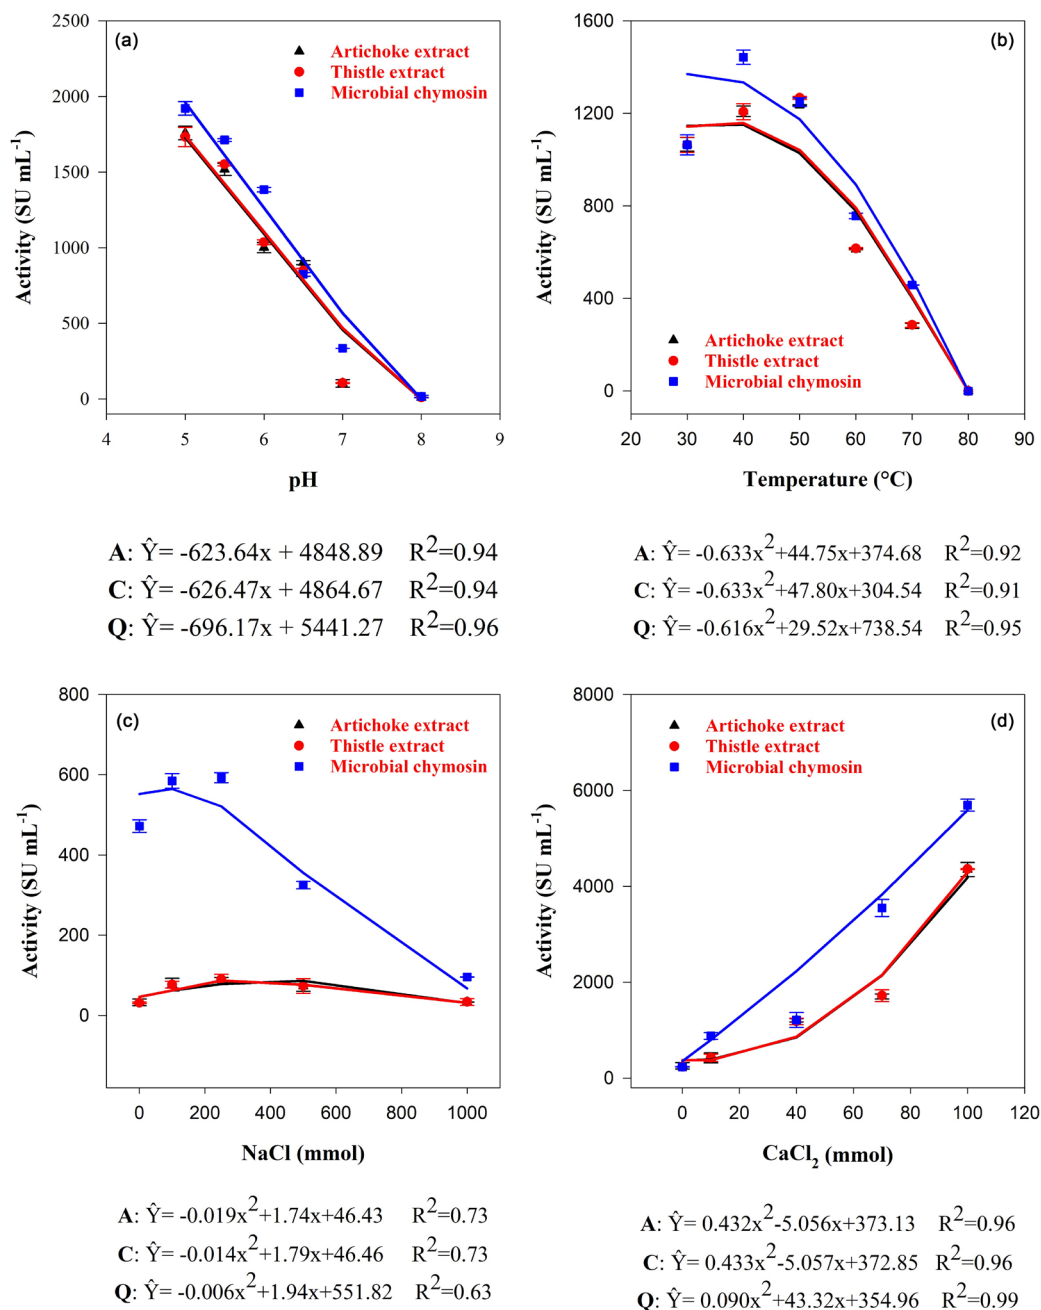 (a)
Artichoke extract
Thistle extract
Microbial chymosin
Activity (SU mL⁻¹)
2500
2000
1500
1000
500
0
4 5 6 7 8 9
pH
A: Ŷ= -623.64x + 4848.89 R²=0.94
C: Ŷ= -626.47x + 4864.67 R²=0.94
Q: Ŷ= -696.17x + 5441.27 R²=0.96
(b)
Activity (SU mL⁻¹)
1600
1200
800
400
0
Artichoke extract
Thistle extract
Microbial chymosin
20 30 40 50 60 70 80 90
Temperature (°C)
A: Ŷ= -0.633x²+44.75x+374.68 R²=0.92
C: Ŷ= -0.633x²+47.80x+304.54 R²=0.91
Q: Ŷ= -0.616x²+29.52x+738.54 R²=0.95
(c)
Artichoke extract
Thistle extract
Microbial chymosin
Activity (SU mL⁻¹)
800
600
400
200
0
0 200 400 600 800 1000
NaCl (mmol)
A: Ŷ= -0.019x²+1.74x+46.43 R²=0.73
C: Ŷ= -0.014x²+1.79x+46.46 R²=0.73
Q: Ŷ= -0.006x²+1.94x+551.82 R²=0.63
(d)
Artichoke extract
Thistle extract
Microbial chymosin
Activity (SU mL⁻¹)
8000
6000
4000
2000
0
0 20 40 60 80 100 120
CaCl₂ (mmol)
A: Ŷ= 0.432x²-5.056x+373.13 R²=0.96
C: Ŷ= 0.433x²-5.057x+372.85 R²=0.96
Q: Ŷ= 0.090x²+43.32x+354.96 R²=0.99